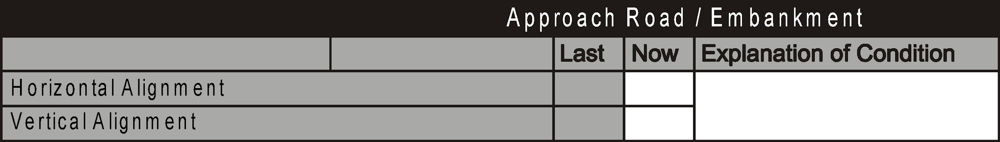 Approach Road / Embankment
Last Now Explanation of Condition
Horizontal Alignment
Vertical Alignment